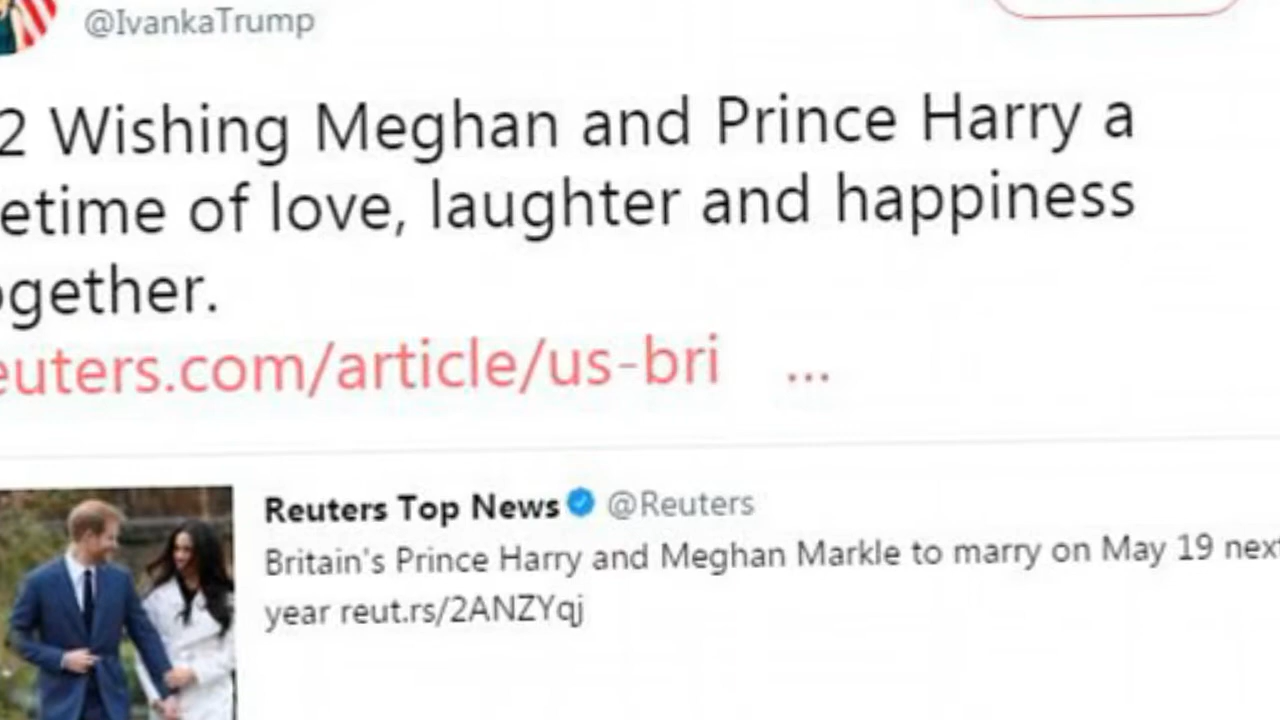 @IvankaTrump
2 Wishing Meghan and Prince Harry a
etime of love, laughter and happiness
ogether.
euters.com/article/us-bri ...
Reuters Top News @Reuters
Britain's Prince Harry and Meghan Markle to marry on May 19 next
year reut.rs/2ANZYqj